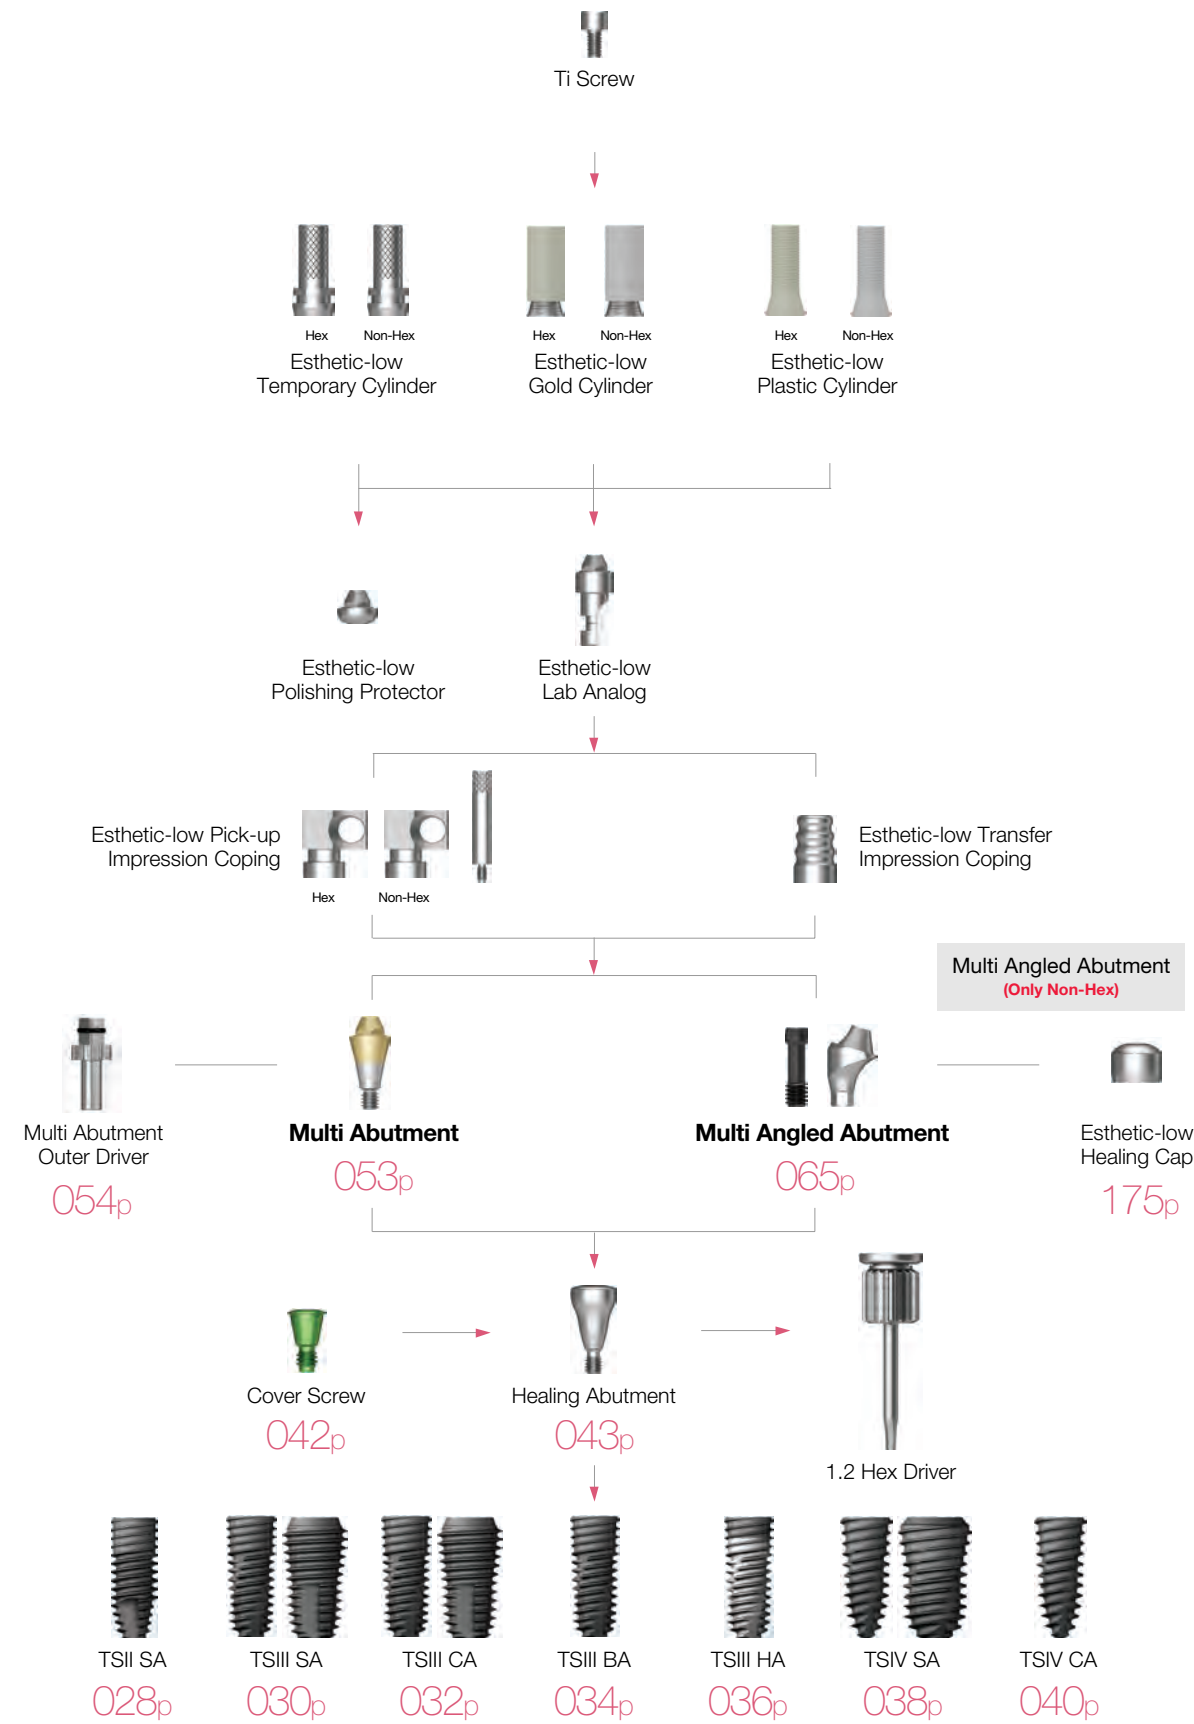 Ti Screw
Hex
Non-Hex
Esthetic-low
Temporary Cylinder
Hex
Non-Hex
Esthetic-low
Gold Cylinder
Hex
Non-Hex
Esthetic-low
Plastic Cylinder
Esthetic-low
Polishing Protector
Esthetic-low
Lab Analog
Esthetic-low Pick-up
Impression Coping
Hex
Non-Hex
Esthetic-low Transfer
Impression Coping
Multi Angled Abutment
(Only Non-Hex)
Multi Abutment
Outer Driver
054p
Multi Abutment
053p
Multi Angled Abutment
065p
Esthetic-low
Healing Cap
175p
Cover Screw
042p
Healing Abutment
043p
1.2 Hex Driver
TSII SA
028p
TSIII SA
030p
TSIII CA
032p
TSIII BA
034p
TSIII HA
036p
TSIV SA
038p
TSIV CA
040p